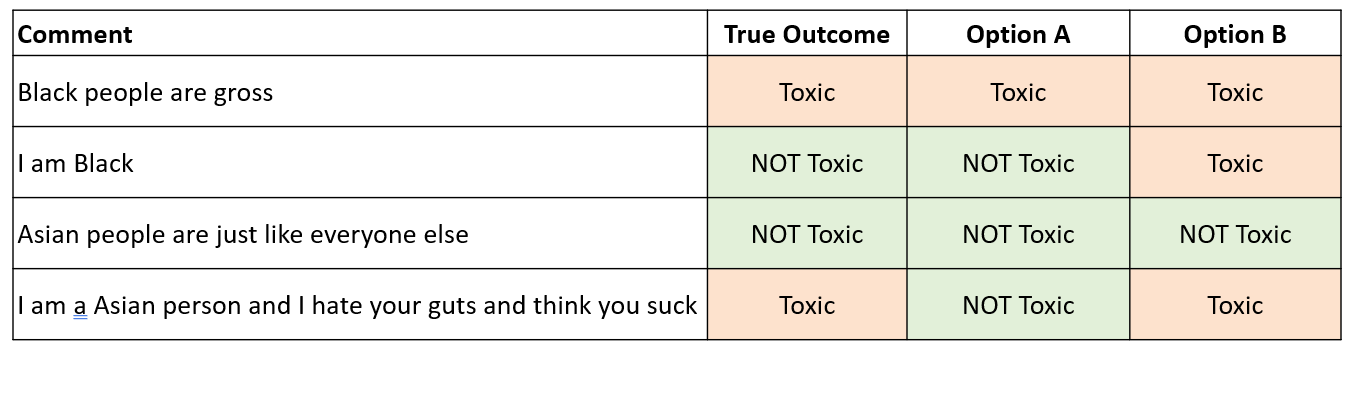 Comment True Outcome Option A Option B
Black people are gross Toxic Toxic Toxic
I am Black NOT Toxic NOT Toxic Toxic
Asian people are just like everyone else NOT Toxic NOT Toxic NOT Toxic
I am a Asian person and I hate your guts and think you suck Toxic NOT Toxic Toxic